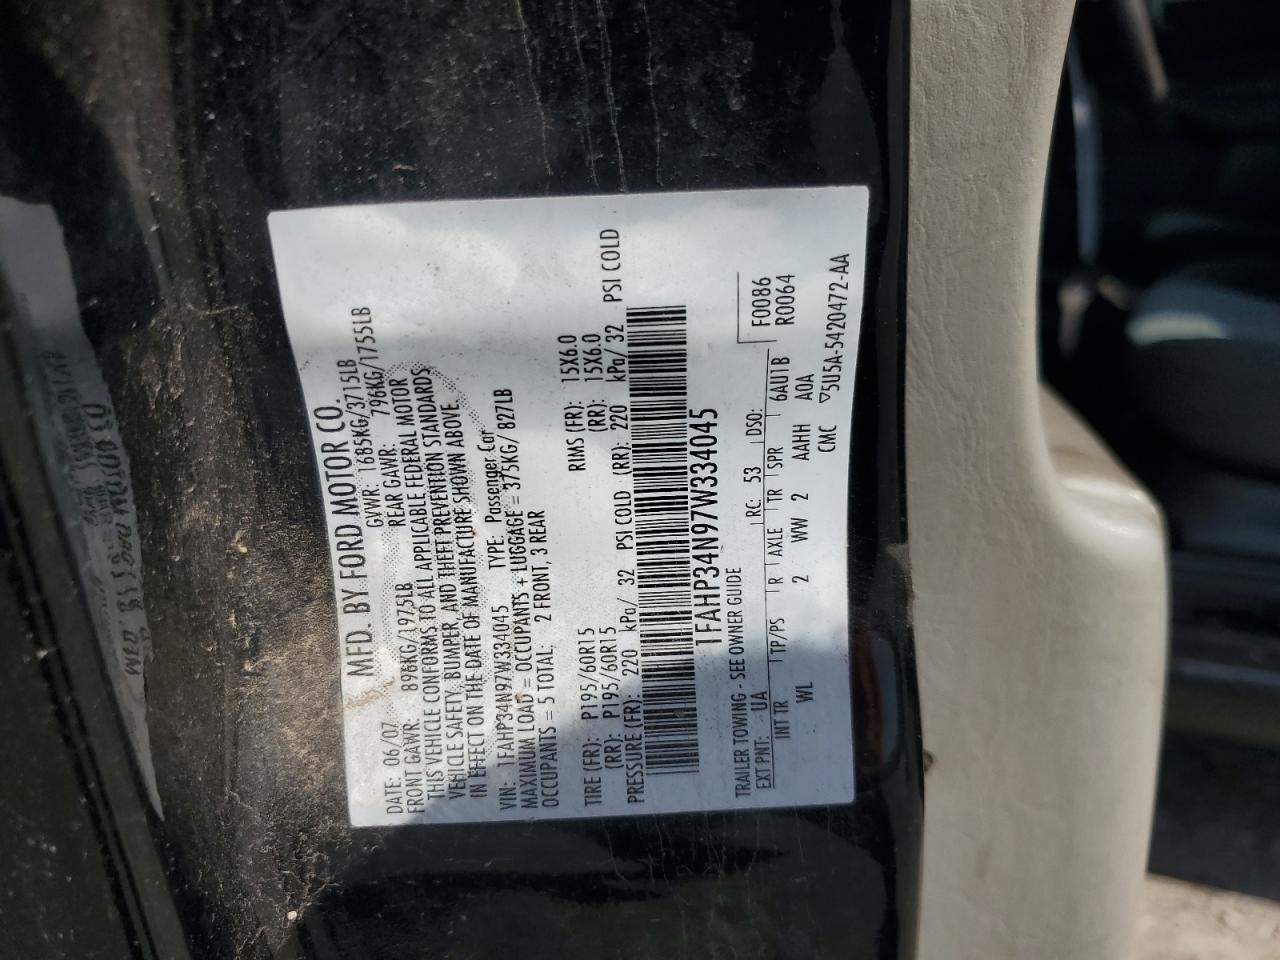 MFD. BY FORD MOTOR CO.
DATE: 06/07 GVWR: 1685KG/3715LB
FRONT GAWR: 896KG/1975LB REAR GAWR: 796KG/1755LB
THIS VEHICLE CONFORMS TO ALL APPLICABLE FEDERAL MOTOR
VEHICLE SAFETY, BUMPER, AND THEFT PREVENTION STANDARDS
IN EFFECT ON THE DATE OF MANUFACTURE SHOWN ABOVE.
VIN: 1FAHP34N97W334045 TYPE: Passenger Car
MAXIMUM LOAD = OCCUPANTS + LUGGAGE = 375KG/ 827LB
OCCUPANTS = 5 TOTAL: 2 FRONT, 3 REAR
TIRE (FR): P195/60R15 RIMS (FR): 15X6.0
(RR): P195/60R15 (RR): 15X6.0
PRESSURE (FR): 220 kPa/ 32 PSI COLD (RR): 220 kPa/ 32 PSI COLD
1FAHP34N97W334045
TRAILER TOWING - SEE OWNER GUIDE F0086
EXT PNT: UA RC: 53 DSO: R0064
INT TR TP/PS R AXLE TR SPR 6AU1B
WL 2 WW 2 AAHH A0A
CMC ▽5U5A-5420472-AA